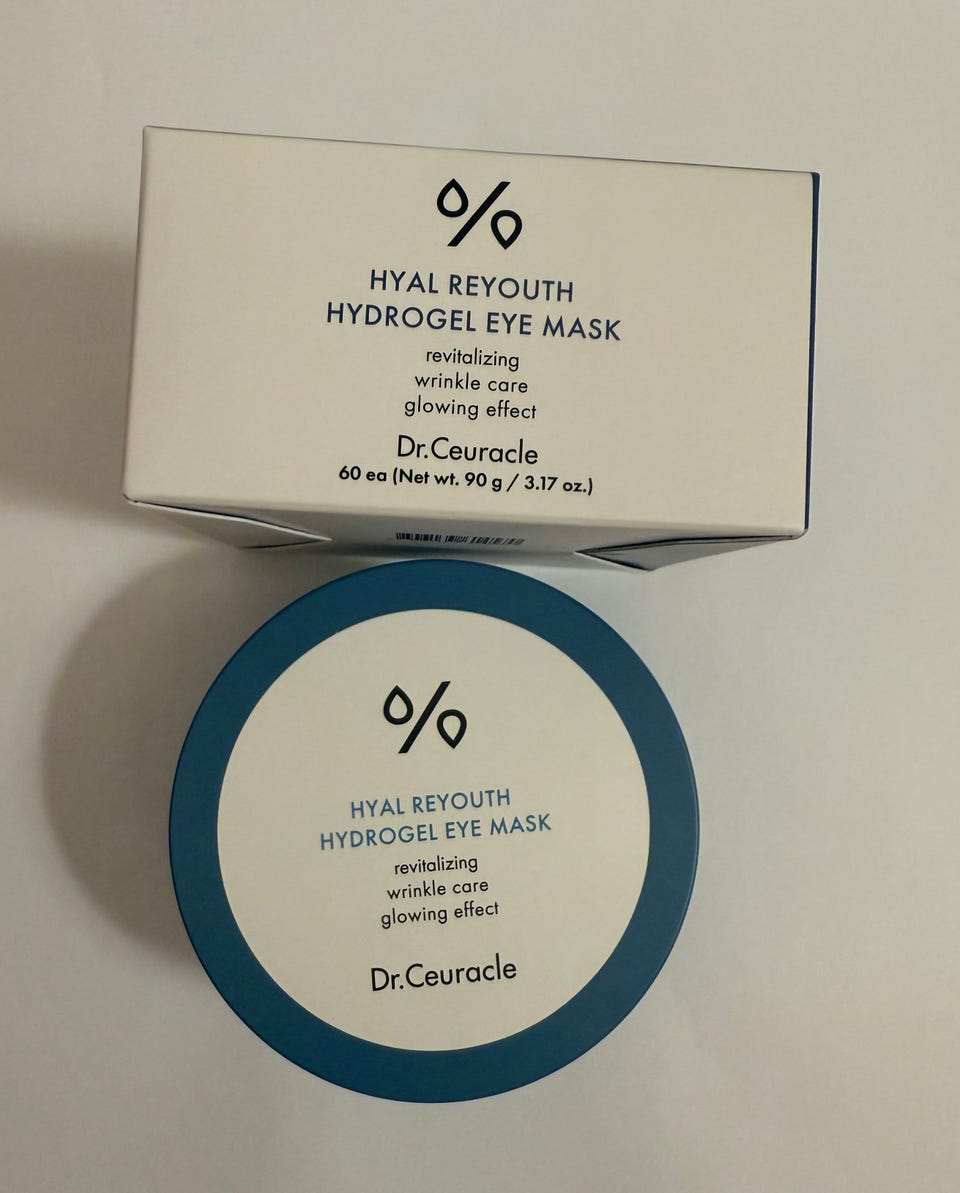 HYAL REYOUTH
HYDROGEL EYE MASK
revitalizing
wrinkle care
glowing effect
Dr.Ceuracle
60 ea (Net wt. 90 g / 3.17 oz.)
HYAL REYOUTH
HYDROGEL EYE MASK
revitalizing
wrinkle care
glowing effect
Dr.Ceuracle